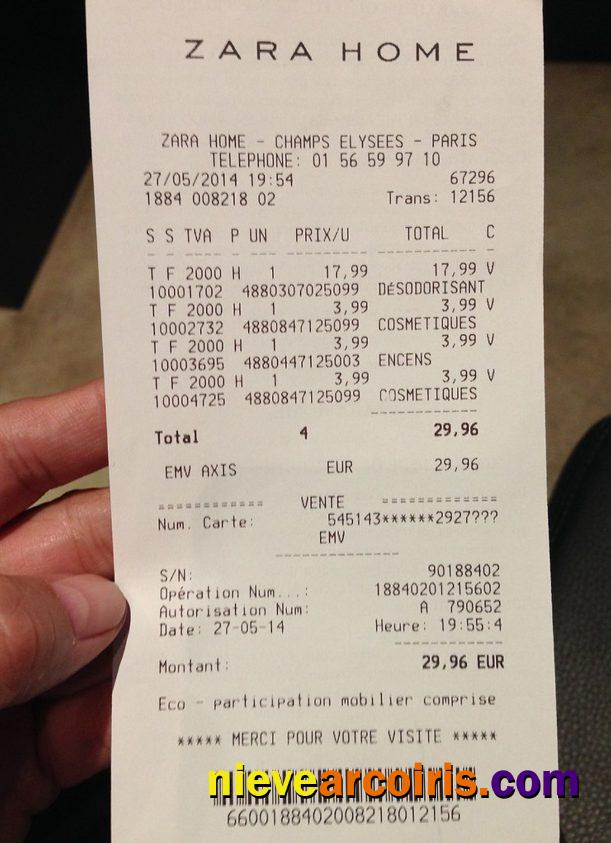 ZARA HOME
ZARA HOME - CHAMPS ELYSEES - PARIS
TELEPHONE: 01 56 59 97 10
27/05/2014 19:54 67296
1884 008218 02 Trans: 12156
S S TVA P UN PRIX/U TOTAL C
T F 2000 H 1 17,99 17,99 V
10001702 4880307025099 DÉSODORISANT
T F 2000 H 1 3,99 3,99 V
10002732 4880847125099 COSMETIQUES
T F 2000 H 1 3,99 3,99 V
10003695 4880447125003 ENCENS
T F 2000 H 1 3,99 3,99 V
10004725 4880847125099 COSMETIQUES
Total 4 29,96
EMV AXIS EUR 29,96
============ VENTE =============
Num. Carte: 545143******2927???
EMV
S/N: 90188402
Opération Num...: 18840201215602
Autorisation Num: A 790652
Date: 27-05-14 Heure: 19:55:4
Montant: 29,96 EUR
Eco - participation mobilier comprise
***** MERCI POUR VOTRE VISITE *****
nievearcoiris.com
6600188402008218012156